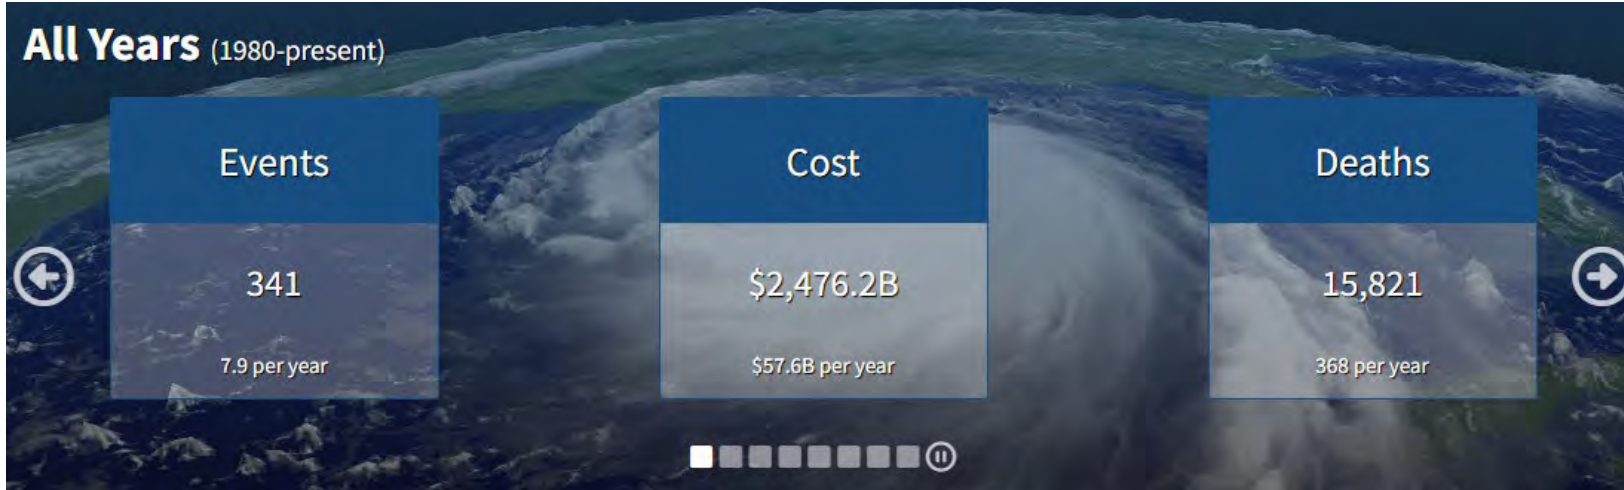 All Years (1980-present)
Events
341
7.9 per year
Cost
$2,476.2B
$57.6B per year
Deaths
15,821
368 per year